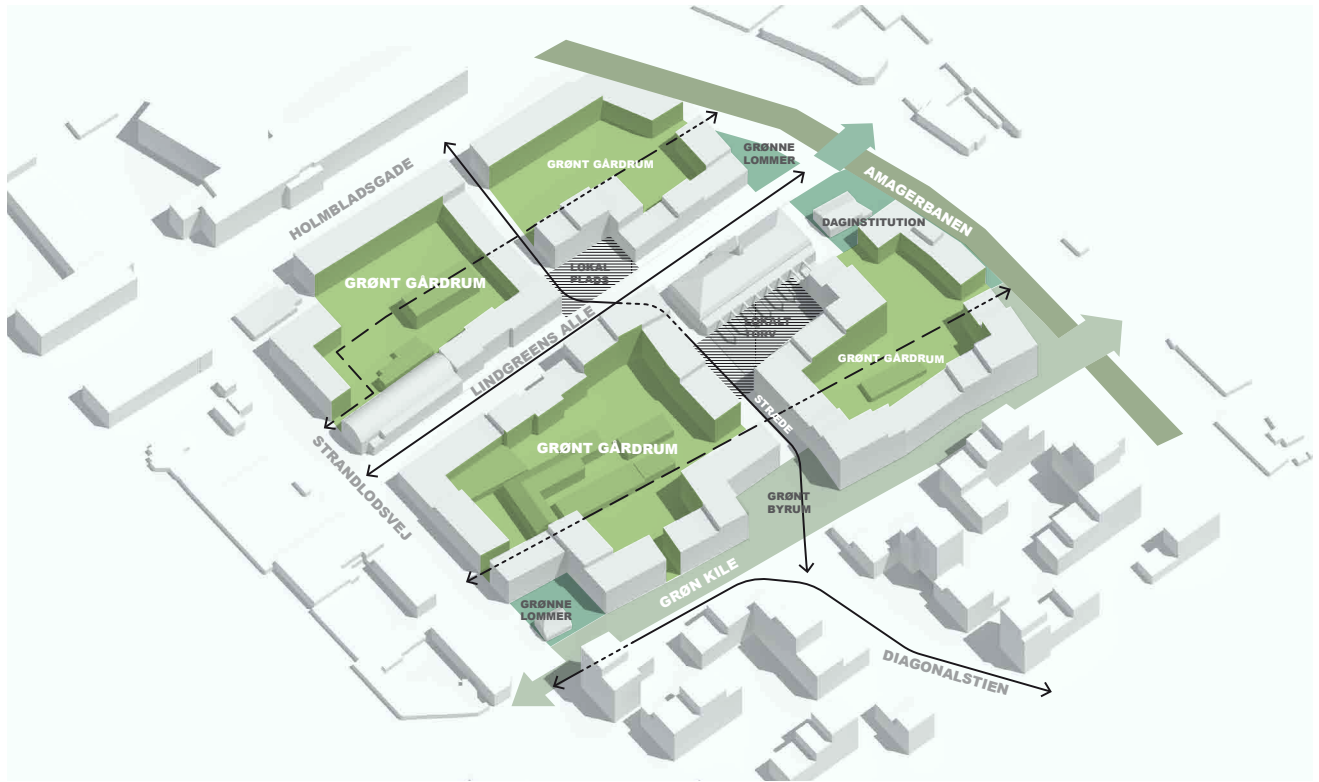 GRØNNE
LOMMER
GRØNT GÅRDRUM
HOLMBLADSGADE
AMAGERBANEN
DAGINSTITUTION
LOKAL
PLADS
GRØNT GÅRDRUM
LOKALT
TORV
LINDGREENS ALLE
GRØNT GÅRDRUM
STRÆDE
STRANDLODSVEJ
GRØNT GÅRDRUM
GRØNT
BYRUM
GRØN KILE
GRØNNE
LOMMER
DIAGONALSTIEN